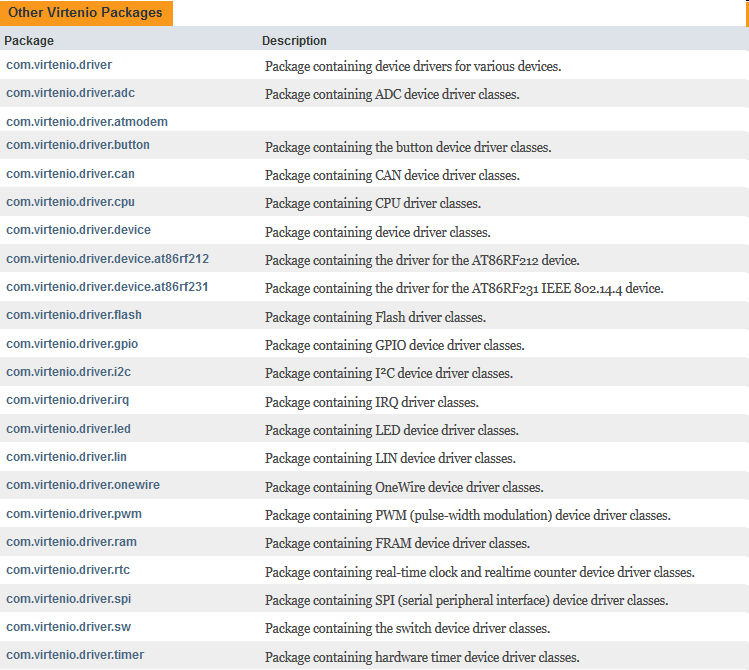 Other Virtenio Packages
Package Description
com.virtenio.driver Package containing device drivers for various devices.
com.virtenio.driver.adc Package containing ADC device driver classes.
com.virtenio.driver.atmodem
com.virtenio.driver.button Package containing the button device driver classes.
com.virtenio.driver.can Package containing CAN device driver classes.
com.virtenio.driver.cpu Package containing CPU driver classes.
com.virtenio.driver.device Package containing device driver classes.
com.virtenio.driver.device.at86rf212 Package containing the driver for the AT86RF212 device.
com.virtenio.driver.device.at86rf231 Package containing the driver for the AT86RF231 IEEE 802.14.4 device.
com.virtenio.driver.flash Package containing Flash driver classes.
com.virtenio.driver.gpio Package containing GPIO device driver classes.
com.virtenio.driver.i2c Package containing I²C device driver classes.
com.virtenio.driver.irq Package containing IRQ driver classes.
com.virtenio.driver.led Package containing LED device driver classes.
com.virtenio.driver.lin Package containing LIN device driver classes.
com.virtenio.driver.onewire Package containing OneWire device driver classes.
com.virtenio.driver.pwm Package containing PWM (pulse-width modulation) device driver classes.
com.virtenio.driver.ram Package containing FRAM device driver classes.
com.virtenio.driver.rtc Package containing real-time clock and realtime counter device driver classes.
com.virtenio.driver.spi Package containing SPI (serial peripheral interface) device driver classes.
com.virtenio.driver.sw Package containing the switch device driver classes.
com.virtenio.driver.timer Package containing hardware timer device driver classes.